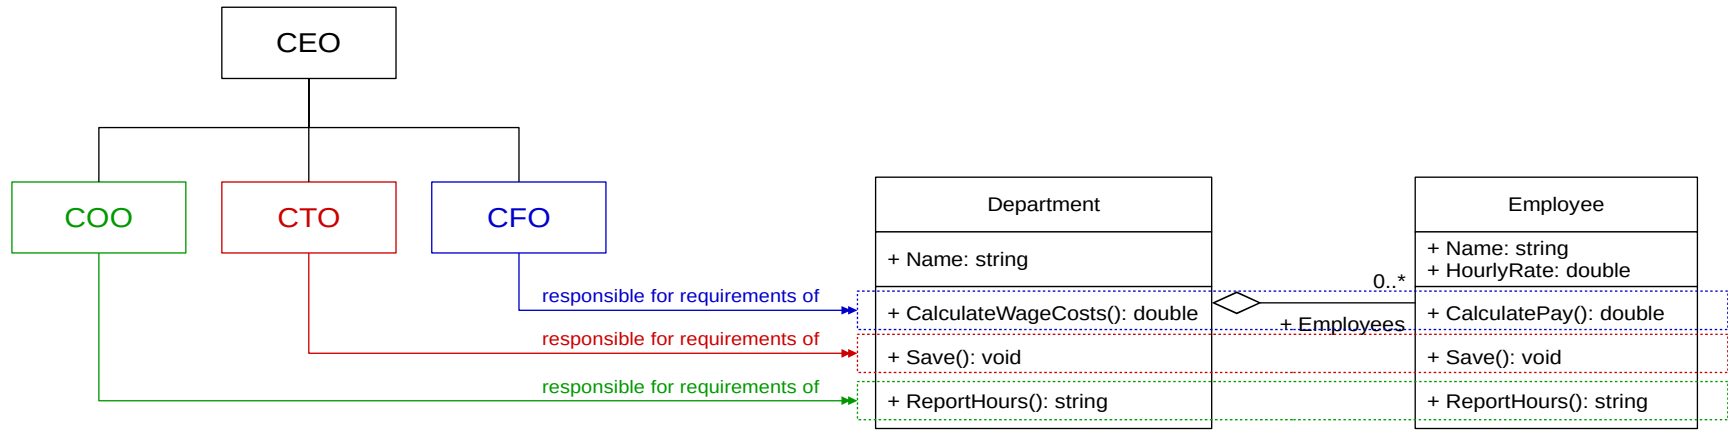 CEO
COO
CTO
CFO
responsible for requirements of
responsible for requirements of
responsible for requirements of
Department
+ Name: string
+ CalculateWageCosts(): double
+ Save(): void
+ ReportHours(): string
0..*
+ Employees
Employee
+ Name: string
+ HourlyRate: double
+ CalculatePay(): double
+ Save(): void
+ ReportHours(): string